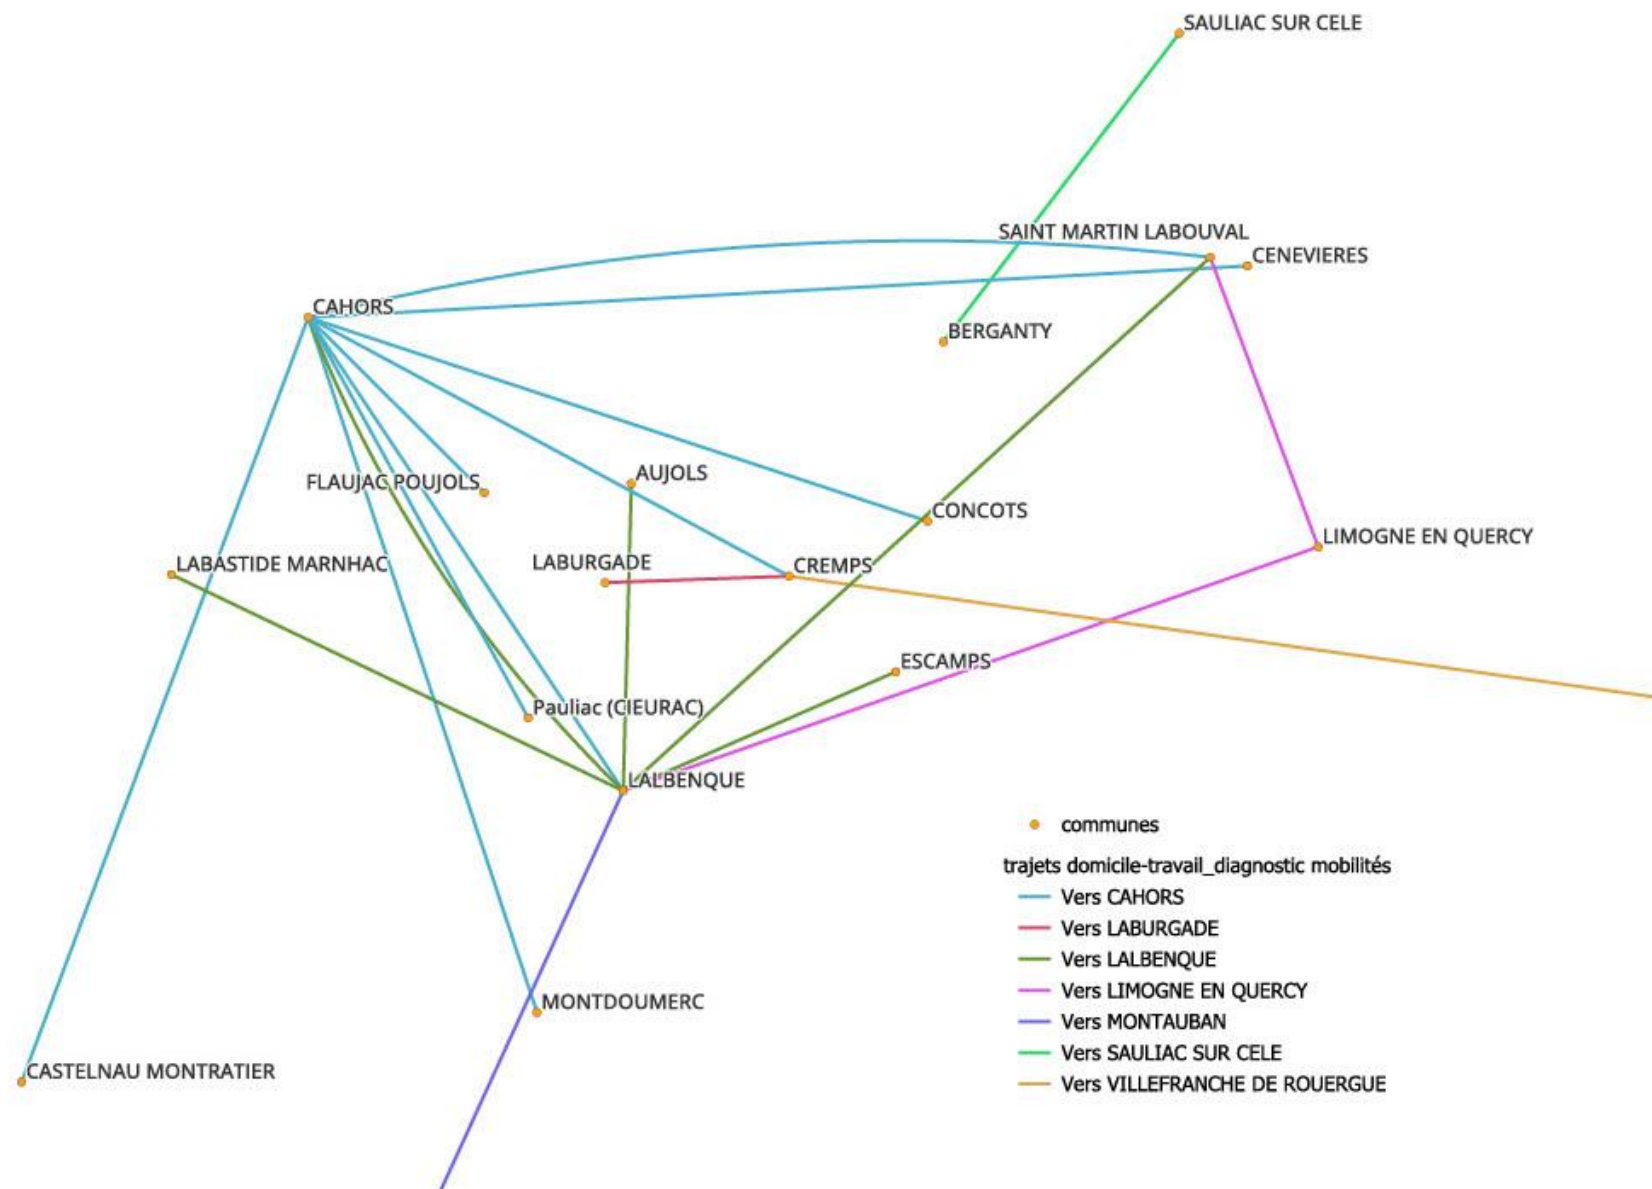 SAULIAC SUR CELE
SAINT MARTIN LABOUVAL
CENEVIERES
CAHORS
BERGANTY
AUJOLS
FLAUJAC POUJOLS
CONCOTS
LIMOGNE EN QUERCY
LABASTIDE MARNHAC
LABURGADE
CREMPS
ESCAMPS
Pauliac (CIEURAC)
LALBENQUE
MONTDOUMERC
CASTELNAU MONTRATIER
communes
trajets domicile-travail_diagnostic mobilités
Vers CAHORS
Vers LABURGADE
Vers LALBENQUE
Vers LIMOGNE EN QUERCY
Vers MONTAUBAN
Vers SAULIAC SUR CELE
Vers VILLEFRANCHE DE ROUERGUE